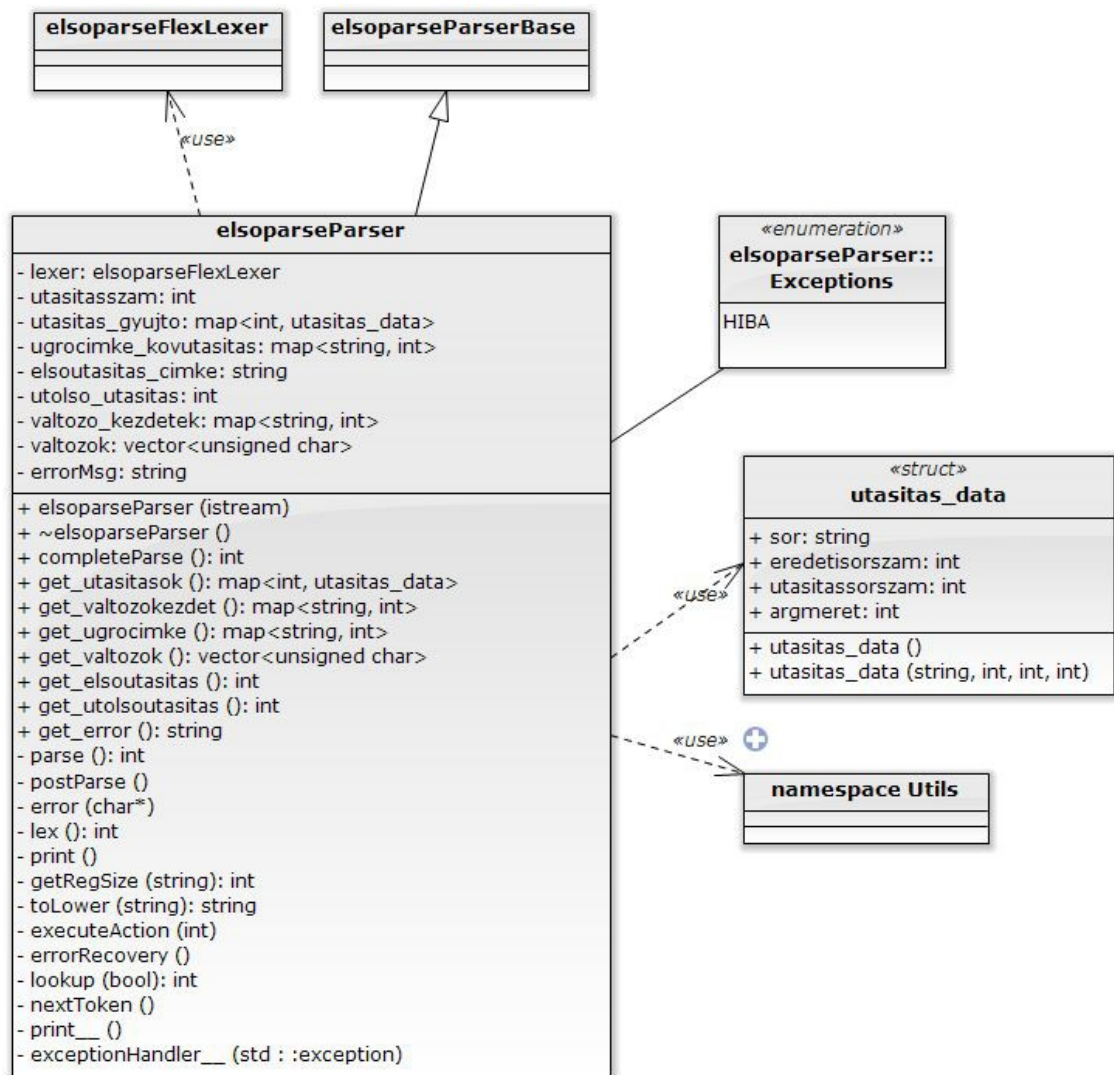 elsoparseFlexLexer
elsoparseParserBase
«use»
elsoparseParser
- lexer: elsoparseFlexLexer
- utasitasszam: int
- utasitas_gyujto: map<int, utasitas_data>
- ugrocimke_kovutasitas: map<string, int>
- elsoutasitas_cimke: string
- utolso_utasitas: int
- valtozo_kezdetek: map<string, int>
- valtozok: vector<unsigned char>
- errorMsg: string
+ elsoparseParser (istream)
+ ~elsoparseParser ()
+ completeParse (): int
+ get_utasitasok (): map<int, utasitas_data>
+ get_valtozokezdet (): map<string, int>
+ get_ugrocimke (): map<string, int>
+ get_valtozok (): vector<unsigned char>
+ get_elsoutasitas (): int
+ get_utolsoutasitas (): int
+ get_error (): string
- parse (): int
- postParse ()
- error (char*)
- lex (): int
- print ()
- getRegSize (string): int
- toLower (string): string
- executeAction (int)
- errorRecovery ()
- lookup (bool): int
- nextToken ()
- print__ ()
- exceptionHandler__ (std : :exception)
«enumeration»
elsoparseParser::
Exceptions
HIBA
«use»
«struct»
utasitas_data
+ sor: string
+ eredetisorszam: int
+ utasitassorszam: int
+ argmeret: int
+ utasitas_data ()
+ utasitas_data (string, int, int, int)
«use»
namespace Utils